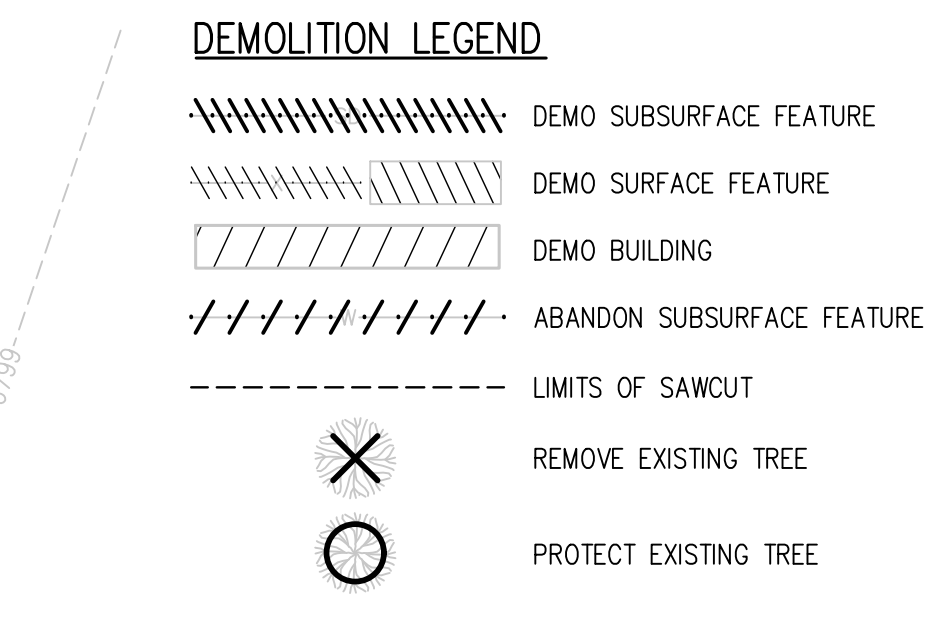 DEMOLITION LEGEND
SD
DEMO SUBSURFACE FEATURE
X
DEMO SURFACE FEATURE
DEMO BUILDING
W
ABANDON SUBSURFACE FEATURE
LIMITS OF SAWCUT
REMOVE EXISTING TREE
PROTECT EXISTING TREE